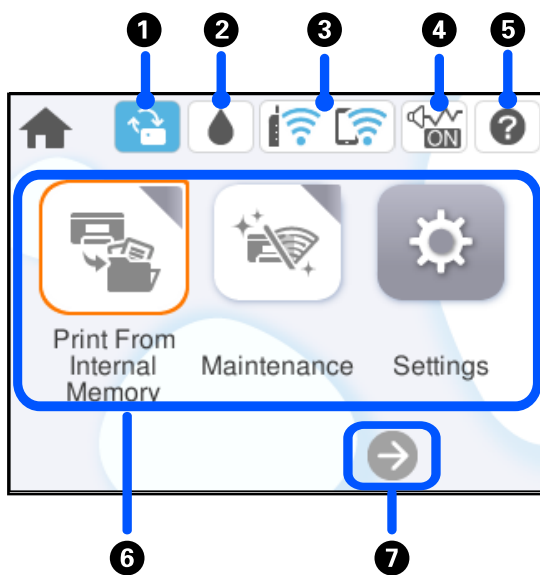 1 2 3 4 5
ON ?
Print From
Internal
Memory
Maintenance
Settings
6 7